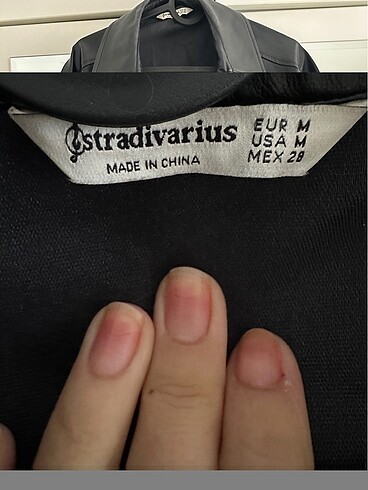 stradivarius
MADE IN CHINA
EUR M
USA M
MEX 28